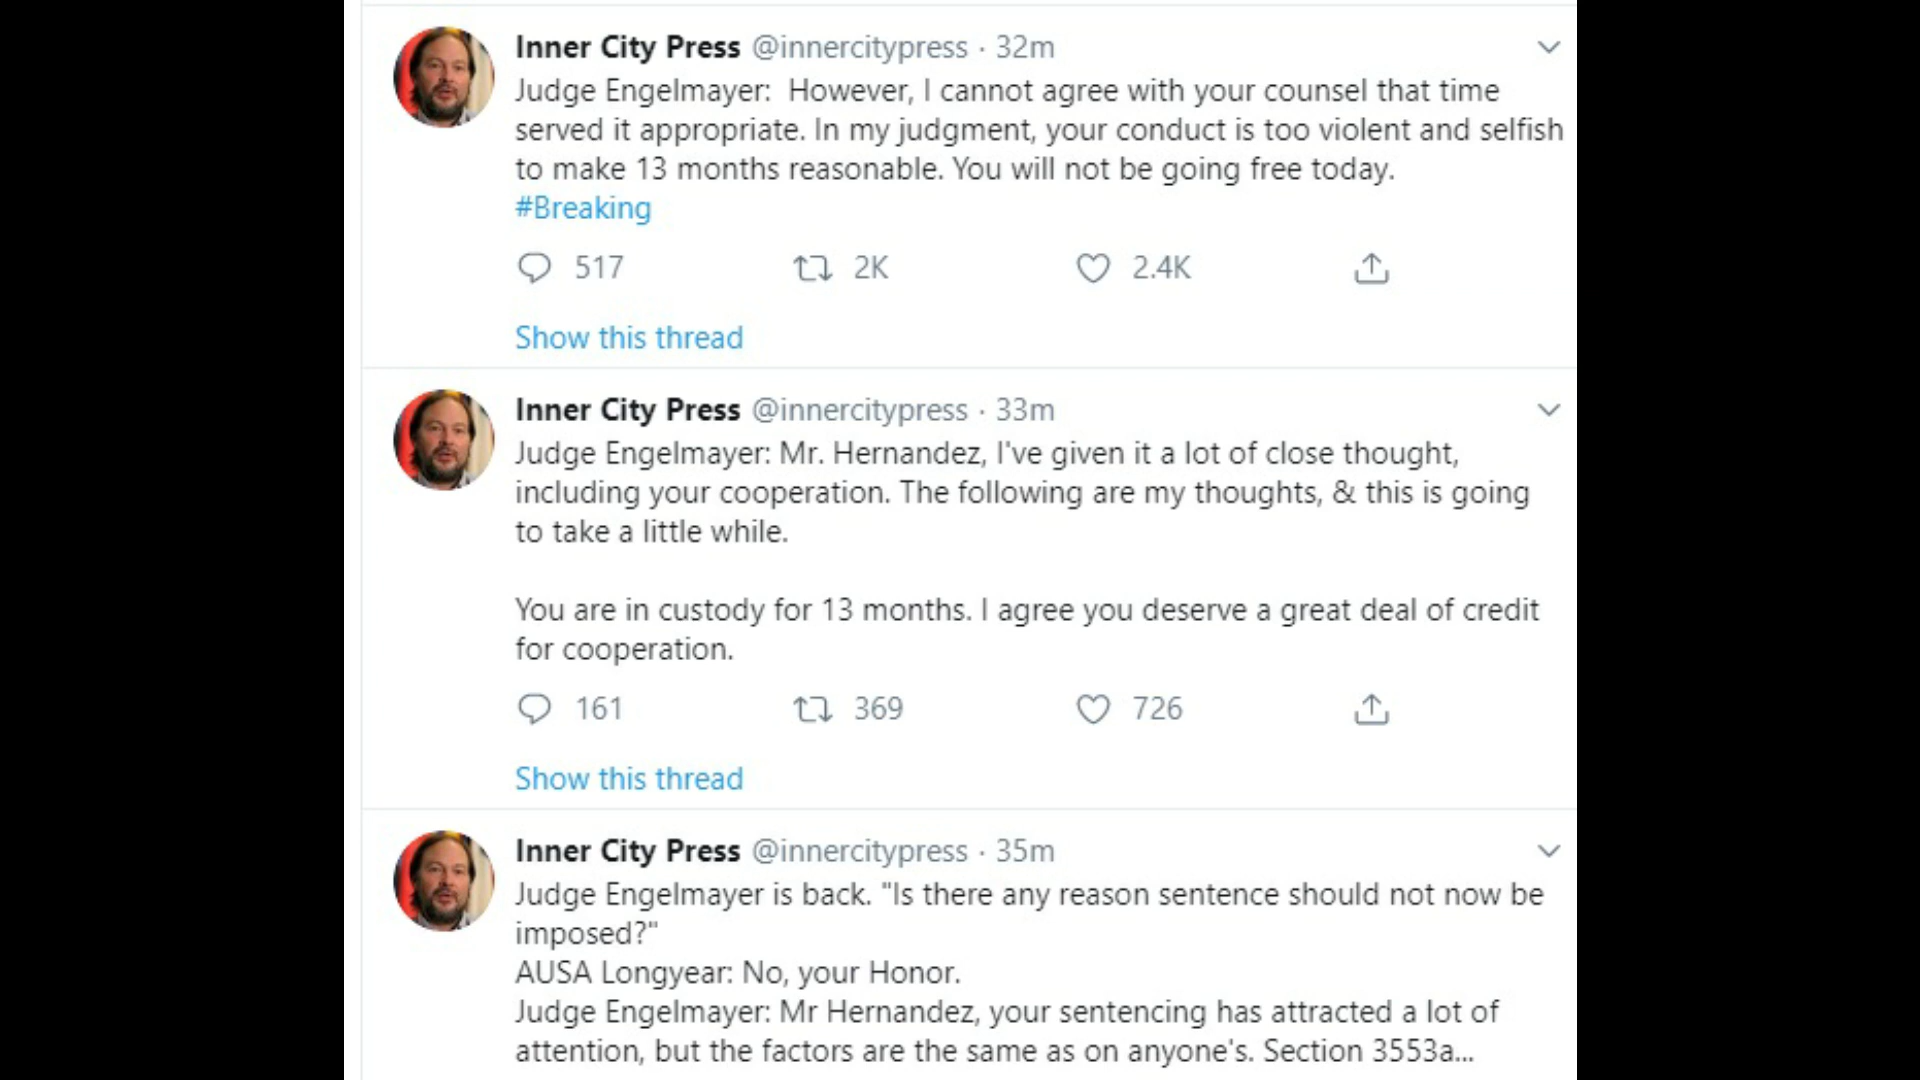 Inner City Press @innercitypress · 32m
Judge Engelmayer:  However, I cannot agree with your counsel that time
served it appropriate. In my judgment, your conduct is too violent and selfish
to make 13 months reasonable. You will not be going free today.
#Breaking
517 2K 2.4K
Show this thread
Inner City Press @innercitypress · 33m
Judge Engelmayer: Mr. Hernandez, I've given it a lot of close thought,
including your cooperation. The following are my thoughts, & this is going
to take a little while.
You are in custody for 13 months. I agree you deserve a great deal of credit
for cooperation.
161 369 726
Show this thread
Inner City Press @innercitypress · 35m
Judge Engelmayer is back. "Is there any reason sentence should not now be
imposed?"
AUSA Longyear: No, your Honor.
Judge Engelmayer: Mr Hernandez, your sentencing has attracted a lot of
attention, but the factors are the same as on anyone's. Section 3553a...